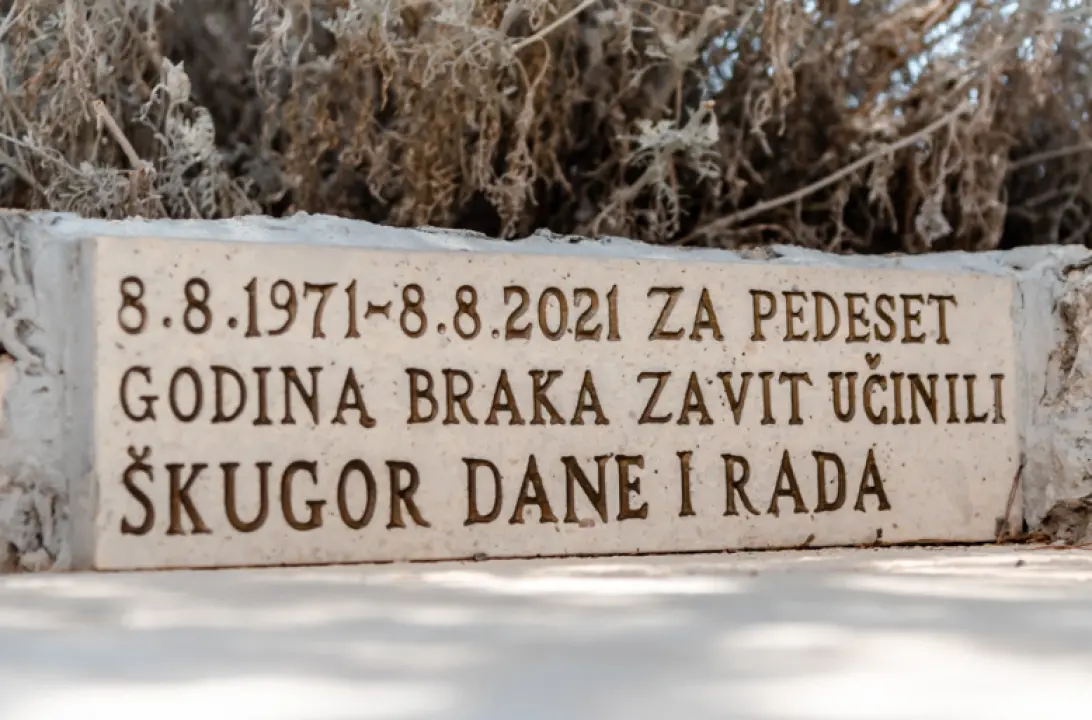 8.8.1971~8.8.2021 ZA PEDESET
GODINA BRAKA ZAVIT UČINILI
ŠKUGOR DANE I RADA